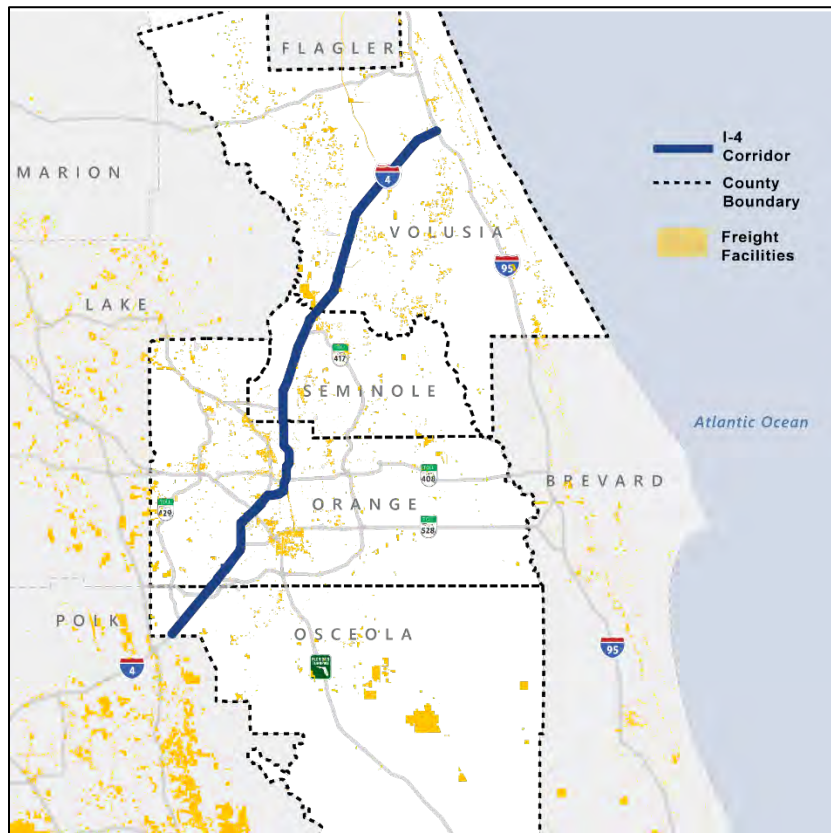 FLAGLER
I-4
Corridor
MARION
4
County
Boundary
VOLUSIA
Freight
Facilities
95
LAKE
417
SEMINOLE
Atlantic Ocean
408
BREVARD
429
ORANGE
528
POLK
OSCEOLA
4
95